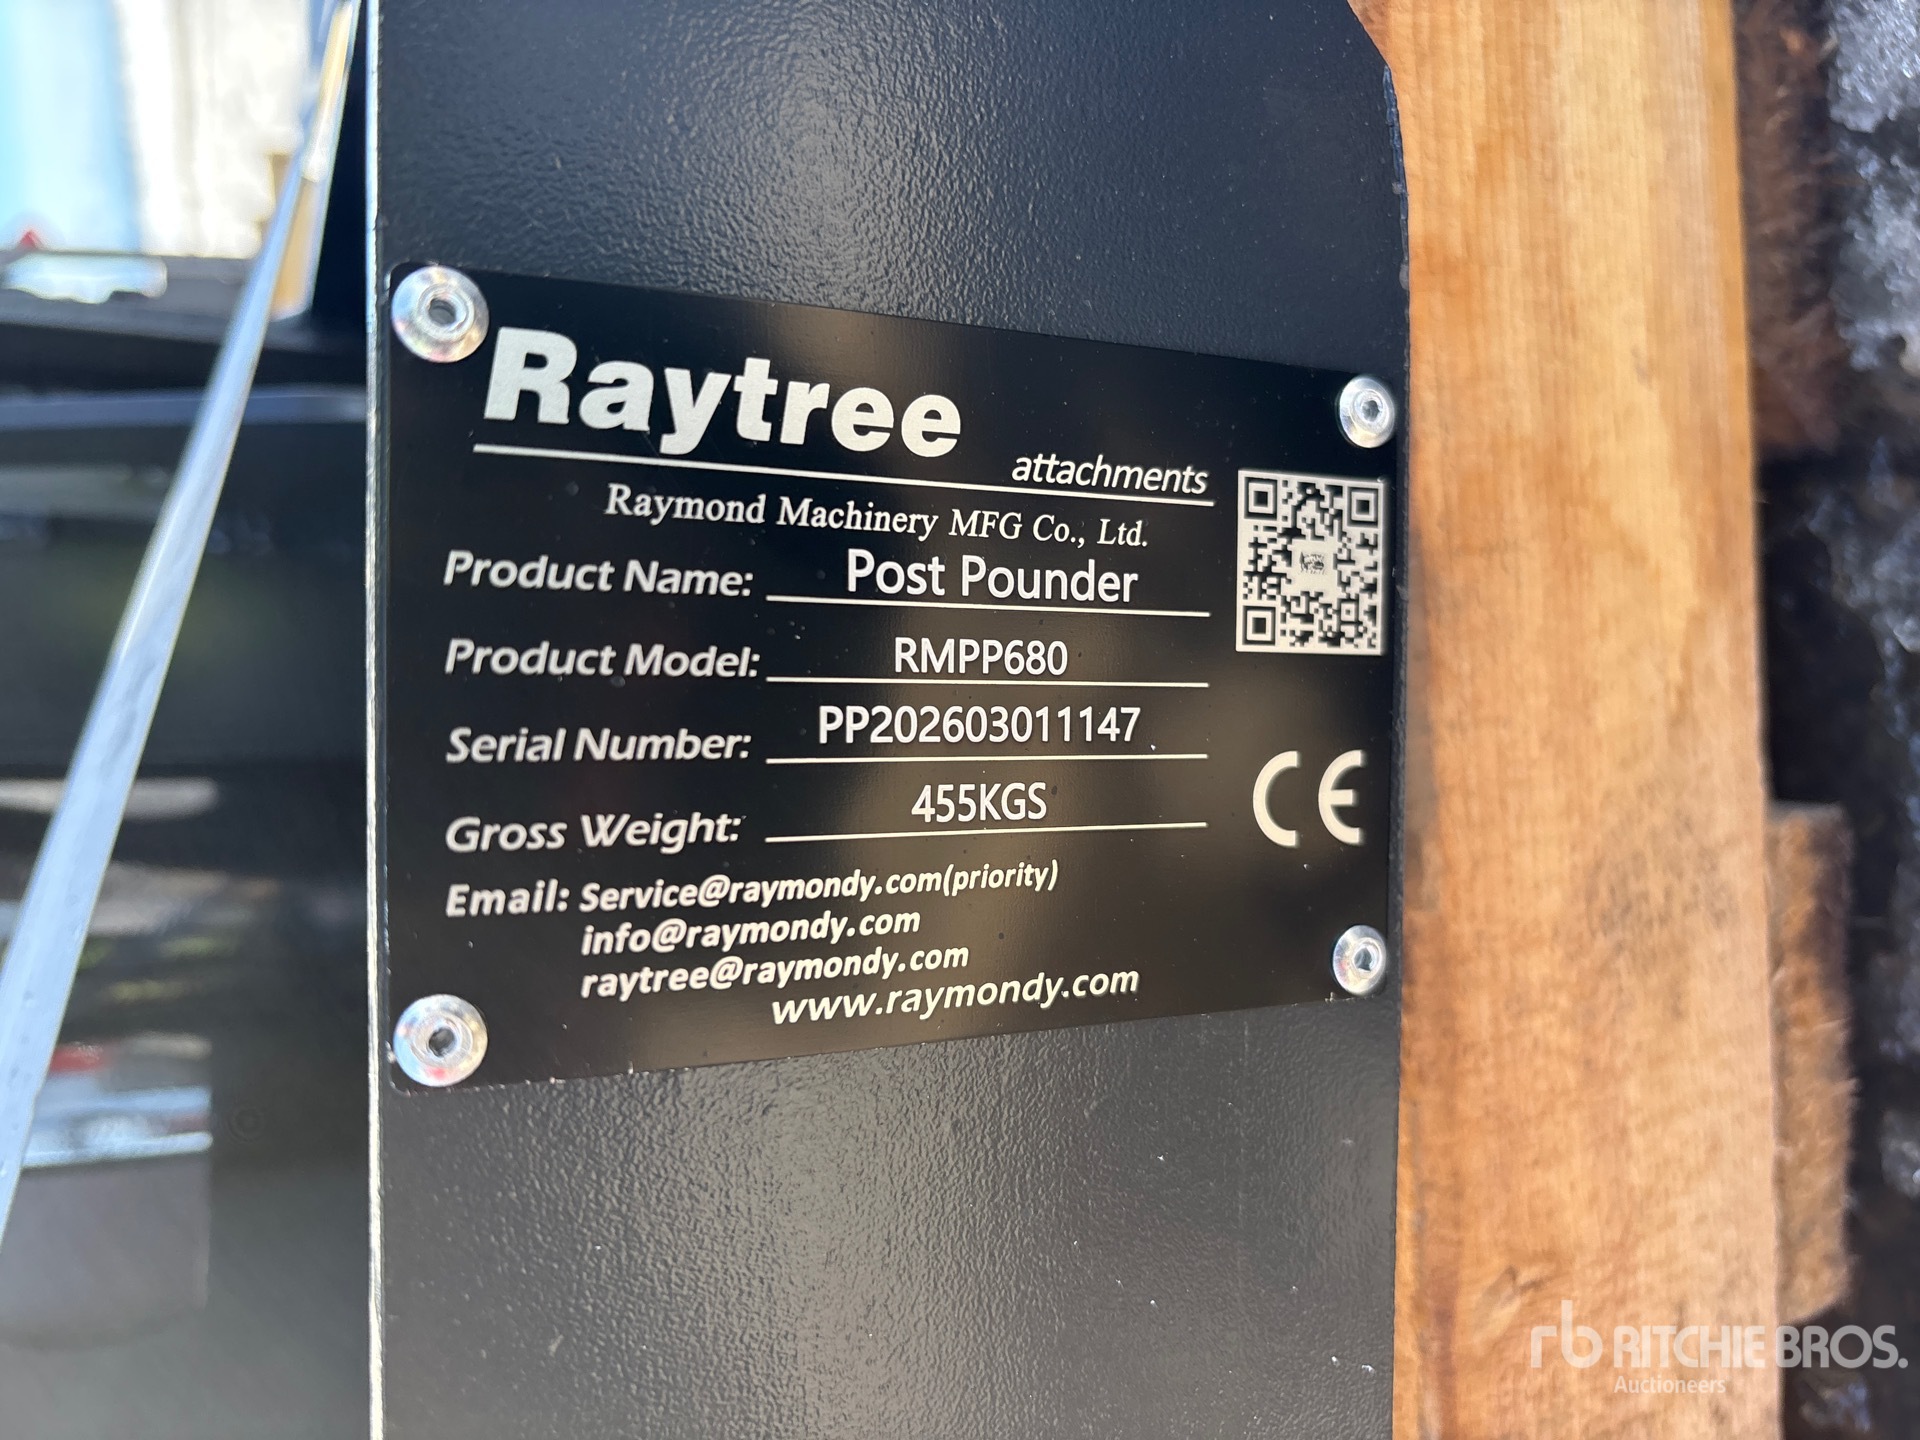 Raytree
attachments
Raymond Machinery MFG Co., Ltd.
Product Name: Post Pounder
Product Model: RMPP680
Serial Number: PP202603011147
Gross Weight: 455KGS
CE
Email: Service@raymondy.com(priority)
info@raymondy.com
raytree@raymondy.com
www.raymondy.com
rb RITCHIE BROS.
Auctioneers